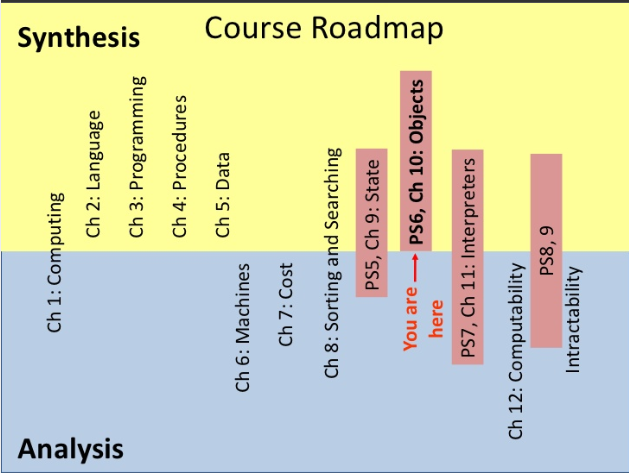 Synthesis
Course Roadmap
Ch 1: Computing
Ch 2: Language
Ch 3: Programming
Ch 4: Procedures
Ch 5: Data
Ch 6: Machines
Ch 7: Cost
Ch 8: Sorting and Searching
PS5, Ch 9: State
PS6, Ch 10: Objects
You are
here
PS7, Ch 11: Interpreters
Ch 12: Computability
PS8, 9
Intractability
Analysis